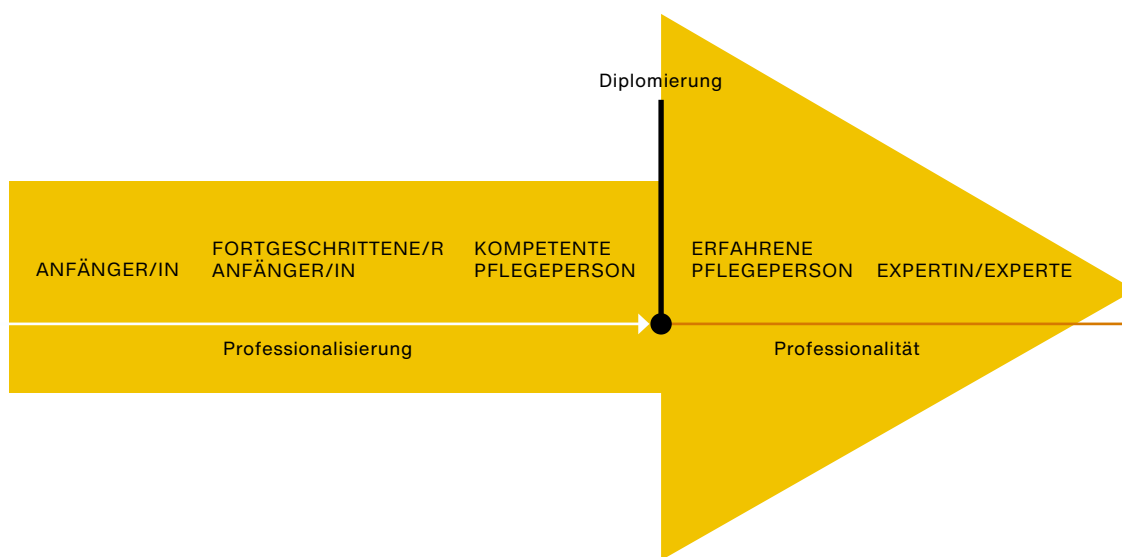 Diplomierung
ANFÄNGER/IN
FORTGESCHRITTENE/R
ANFÄNGER/IN
KOMPETENTE
PFLEGEPERSON
ERFAHRENE
PFLEGEPERSON
EXPERTIN/EXPERTE
Professionalisierung
Professionalität